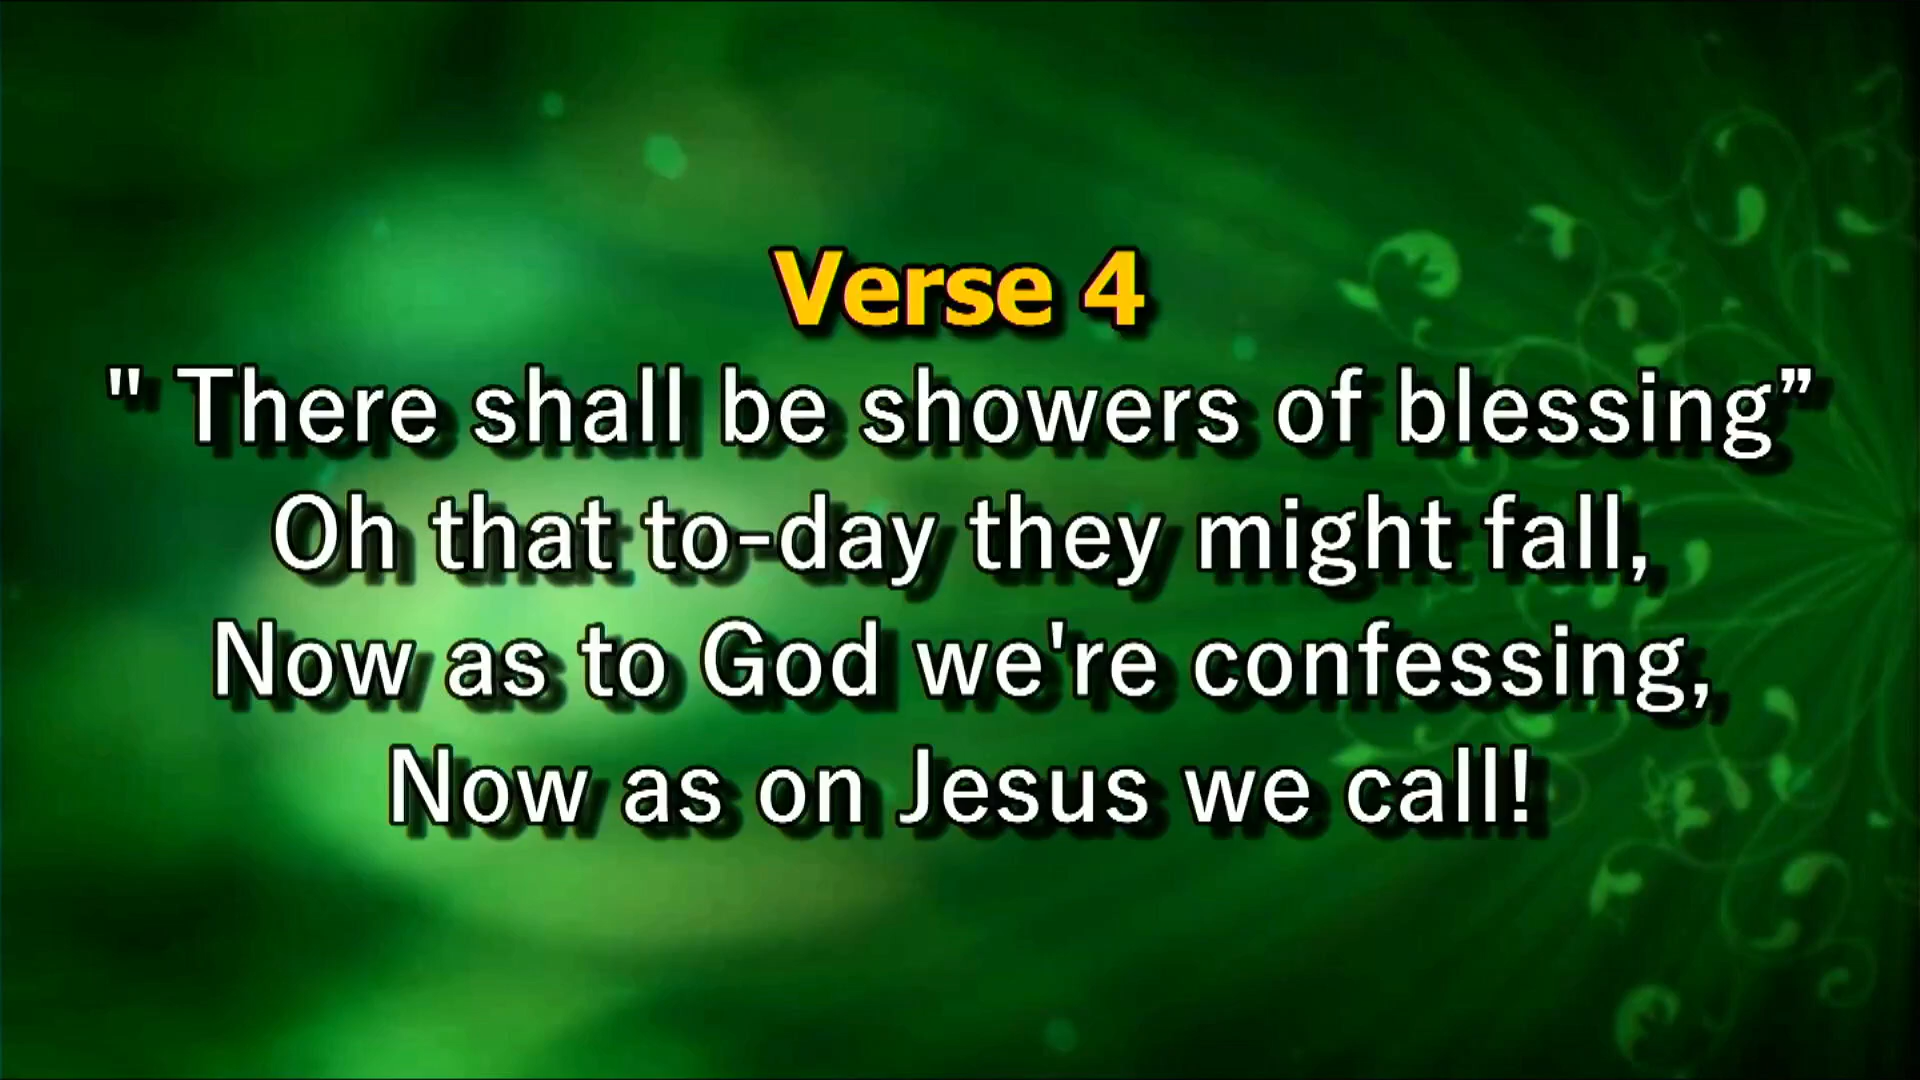 Verse 4
" There shall be showers of blessing”
Oh that to-day they might fall,
Now as to God we're confessing,
Now as on Jesus we call!